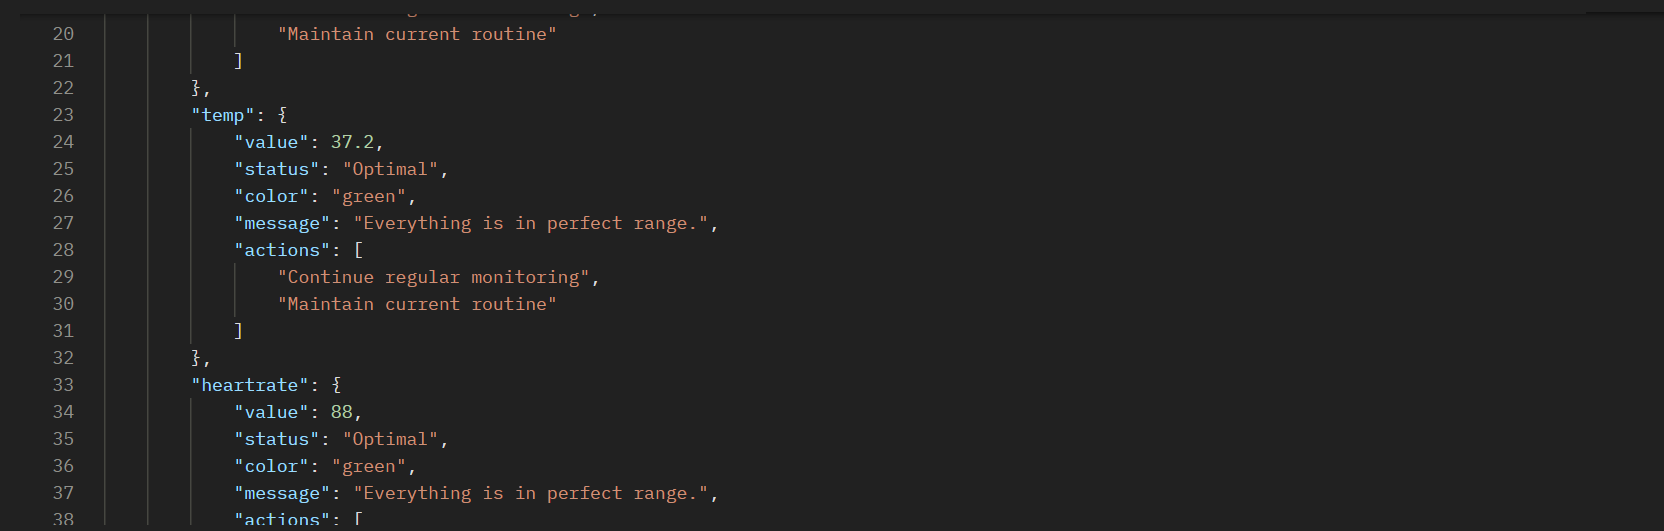 20 "Maintain current routine"
21 ]
22 },
23 "temp": {
24 "value": 37.2,
25 "status": "Optimal",
26 "color": "green",
27 "message": "Everything is in perfect range.",
28 "actions": [
29 "Continue regular monitoring",
30 "Maintain current routine"
31 ]
32 },
33 "heartrate": {
34 "value": 88,
35 "status": "Optimal",
36 "color": "green",
37 "message": "Everything is in perfect range.",
38 "actions": [